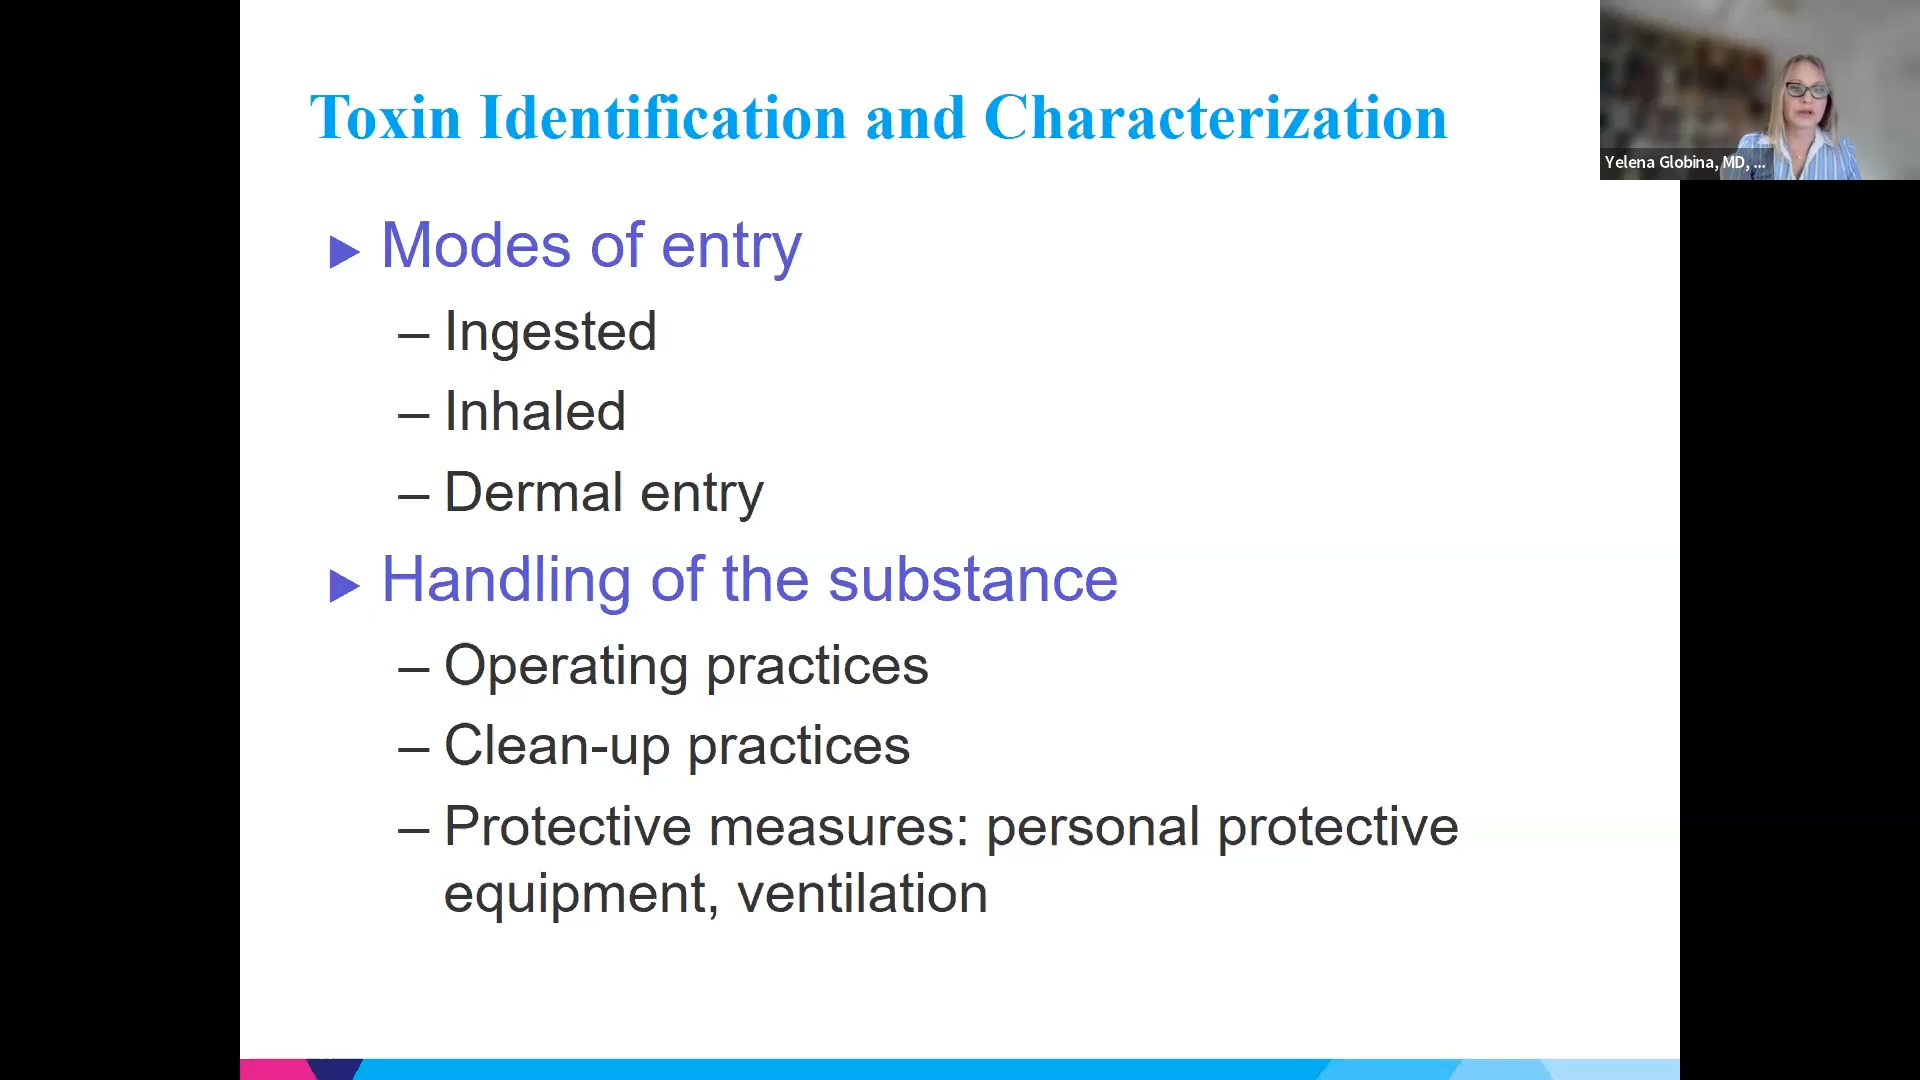 Toxin Identification and Characterization
Yelena Globina, MD, ...
▶ Modes of entry
– Ingested
– Inhaled
– Dermal entry
▶ Handling of the substance
– Operating practices
– Clean-up practices
– Protective measures: personal protective
equipment, ventilation